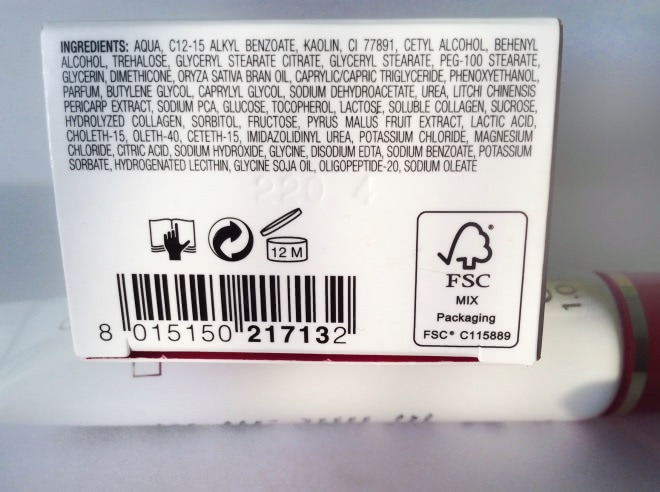 INGREDIENTS: AQUA, C12-15 ALKYL BENZOATE, KAOLIN, CI 77891, CETYL ALCOHOL, BEHENYL
ALCOHOL, TREHALOSE, GLYCERYL STEARATE CITRATE, GLYCERYL STEARATE, PEG-100 STEARATE,
GLYCERIN, DIMETHICONE, ORYZA SATIVA BRAN OIL, CAPRYLIC/CAPRIC TRIGLYCERIDE, PHENOXYETHANOL,
PARFUM, BUTYLENE GLYCOL, CAPRYLYL GLYCOL, SODIUM DEHYDROACETATE, UREA, LITCHI CHINENSIS
PERICARP EXTRACT, SODIUM PCA, GLUCOSE, TOCOPHEROL, LACTOSE, SOLUBLE COLLAGEN, SUCROSE,
HYDROLYZED COLLAGEN, SORBITOL, FRUCTOSE, PYRUS MALUS FRUIT EXTRACT, LACTIC ACID,
CHOLETH-15, OLETH-40, CETETH-15, IMIDAZOLIDINYL UREA, POTASSIUM CHLORIDE, MAGNESIUM
CHLORIDE, CITRIC ACID, SODIUM HYDROXIDE, GLYCINE, DISODIUM EDTA, SODIUM BENZOATE, POTASSIUM
SORBATE, HYDROGENATED LECITHIN, GLYCINE SOJA OIL, OLIGOPEPTIDE-20, SODIUM OLEATE
220 4
12 M
8 015150 217132
FSC
MIX
Packaging
FSC® C115889
1.0